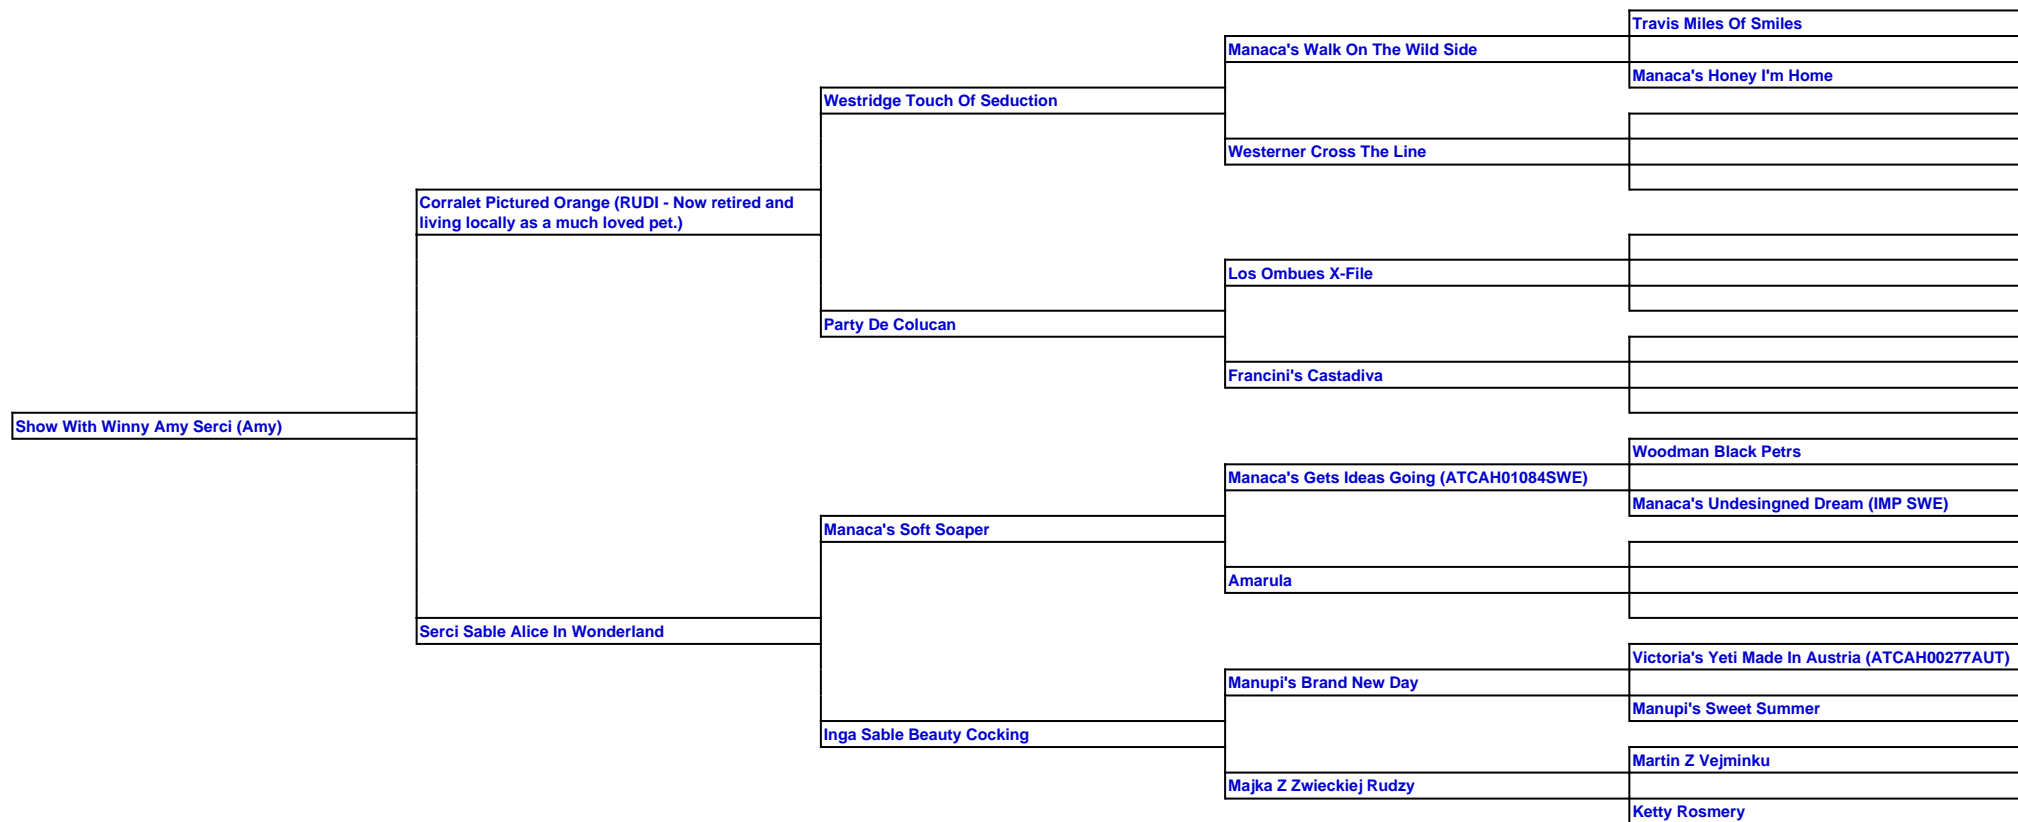 Travis Miles Of Smiles
Manaca's Walk On The Wild Side
Manaca's Honey I'm Home
Westridge Touch Of Seduction
Westerner Cross The Line
Corralet Pictured Orange (RUDI - Now retired and
living locally as a much loved pet.)
Los Ombues X-File
Party De Colucan
Francini's Castadiva
Show With Winny Amy Serci (Amy)
Woodman Black Petrs
Manaca's Gets Ideas Going (ATCAH01084SWE)
Manaca's Undesingned Dream (IMP SWE)
Manaca's Soft Soaper
Amarula
Serci Sable Alice In Wonderland
Victoria's Yeti Made In Austria (ATCAH00277AUT)
Manupi's Brand New Day
Manupi's Sweet Summer
Inga Sable Beauty Cocking
Martin Z Vejminku
Majka Z Zwieckiej Rudzy
Ketty Rosmery